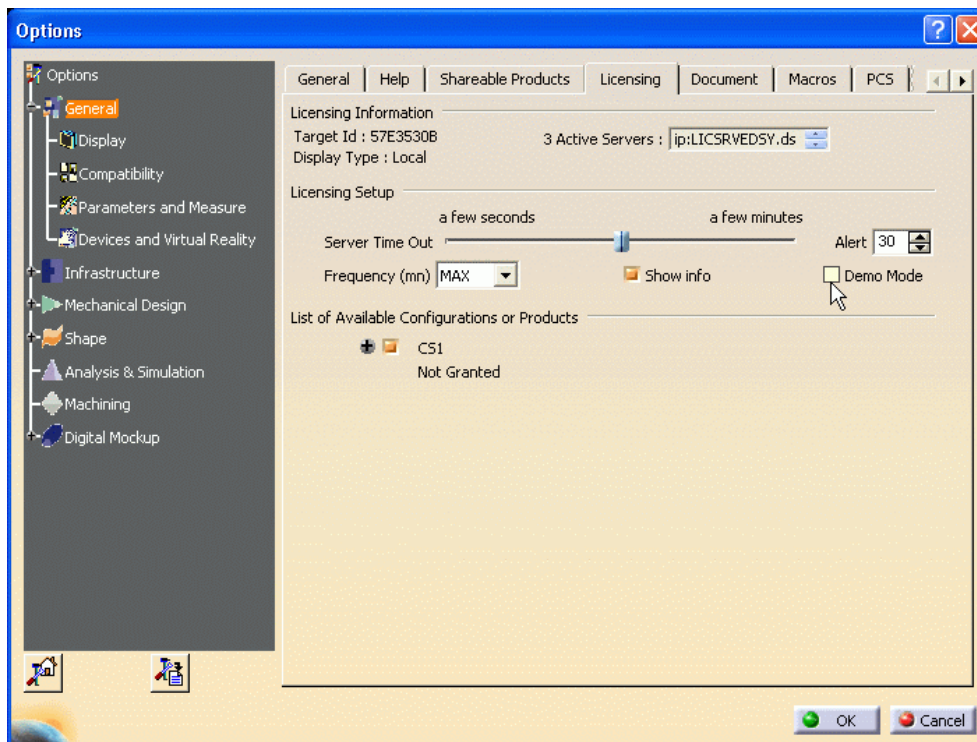 Options
Options
General
Display
Compatibility
Parameters and Measure
Devices and Virtual Reality
Infrastructure
Mechanical Design
Shape
Analysis & Simulation
Machining
Digital Mockup
General Help Shareable Products Licensing Document Macros PCS
Licensing Information
Target Id : 57E3530B
3 Active Servers : ip:LICSRVEDSY.ds
Display Type : Local
Licensing Setup
a few seconds a few minutes
Server Time Out Alert 30
Frequency (mn) MAX Show info Demo Mode
List of Available Configurations or Products
CS1
Not Granted
OK Cancel